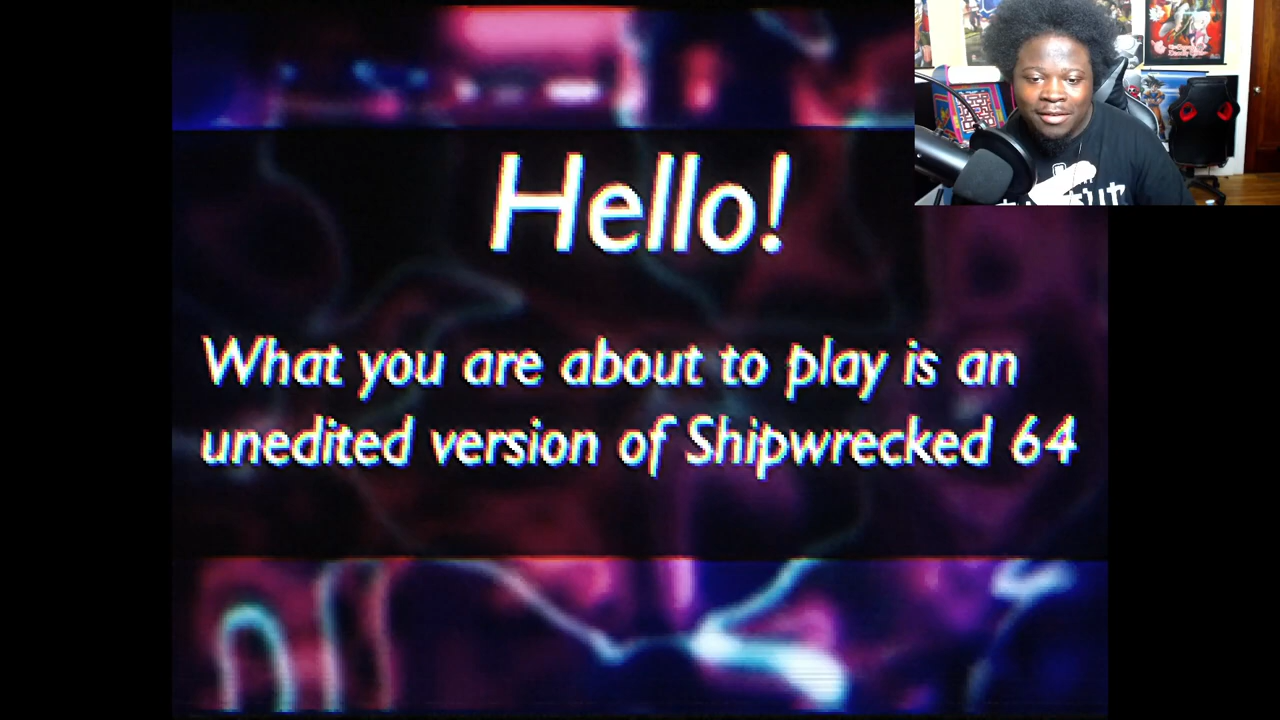 Hello!
What you are about to play is an
unedited version of Shipwrecked 64